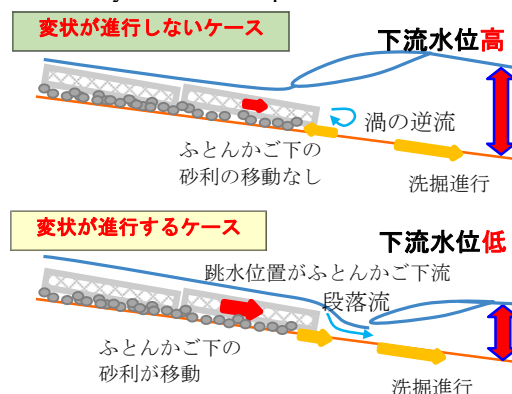 変状が進行しないケース
下流水位高
渦の逆流
ふとんかご下の
砂利の移動なし
洗掘進行
変状が進行するケース
下流水位低
跳水位置がふとんかご下流
段落流
ふとんかご下の
砂利が移動
洗掘進行